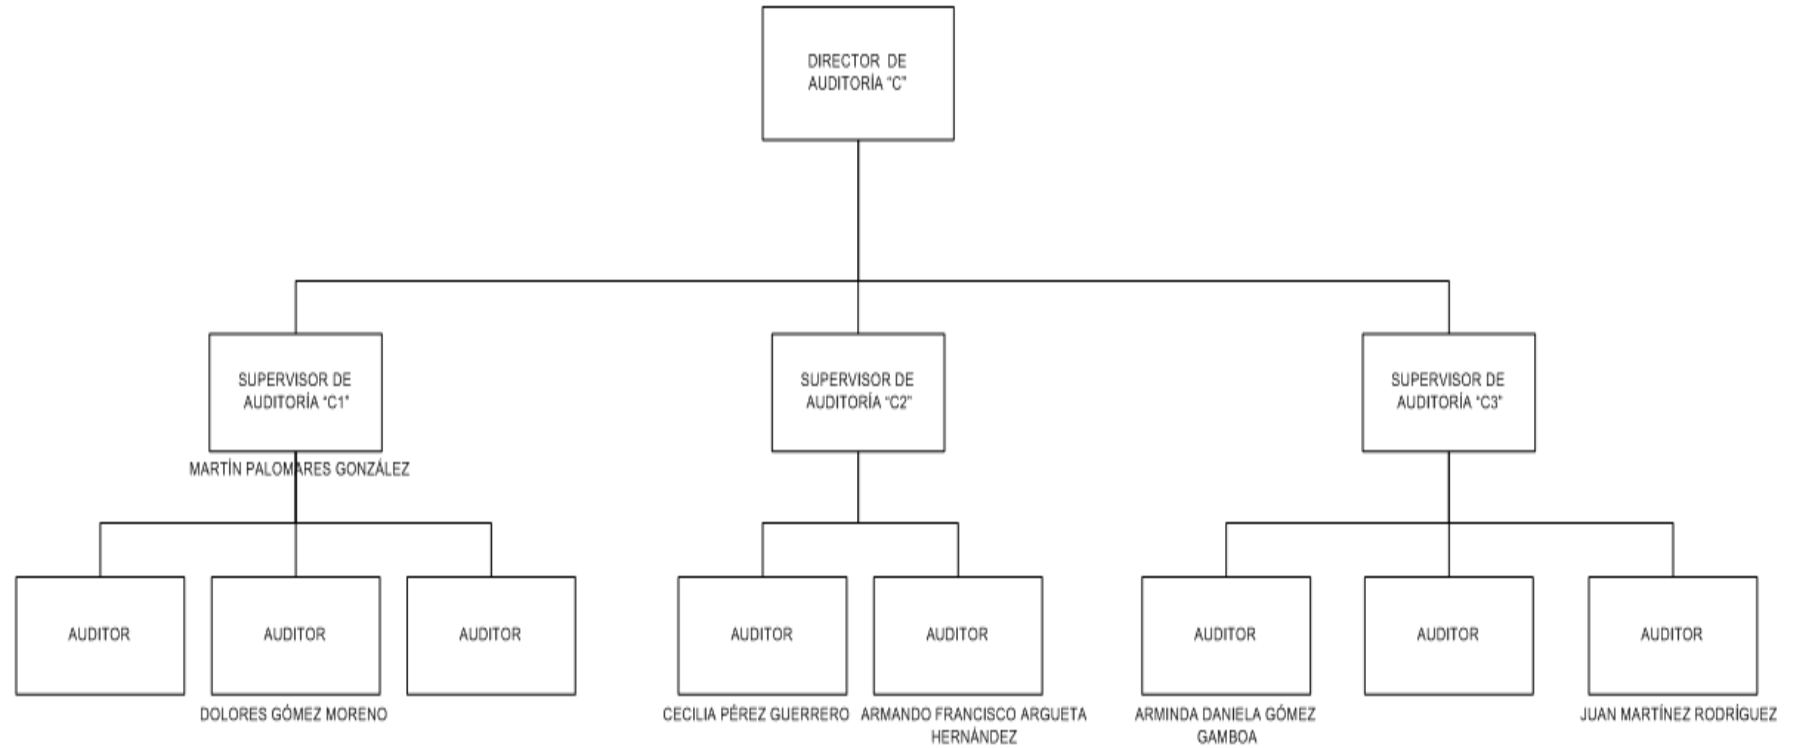 DIRECTOR DE
AUDITORÍA "C"
SUPERVISOR DE
AUDITORÍA "C1"
SUPERVISOR DE
AUDITORÍA "C2"
SUPERVISOR DE
AUDITORÍA "C3"
MARTÍN PALOMARES GONZÁLEZ
AUDITOR
AUDITOR
AUDITOR
AUDITOR
AUDITOR
AUDITOR
AUDITOR
AUDITOR
DOLORES GÓMEZ MORENO
CECILIA PÉREZ GUERRERO
ARMANDO FRANCISCO ARGUETA
HERNÁNDEZ
ARMINDA DANIELA GÓMEZ
GAMBOA
JUAN MARTÍNEZ RODRÍGUEZ